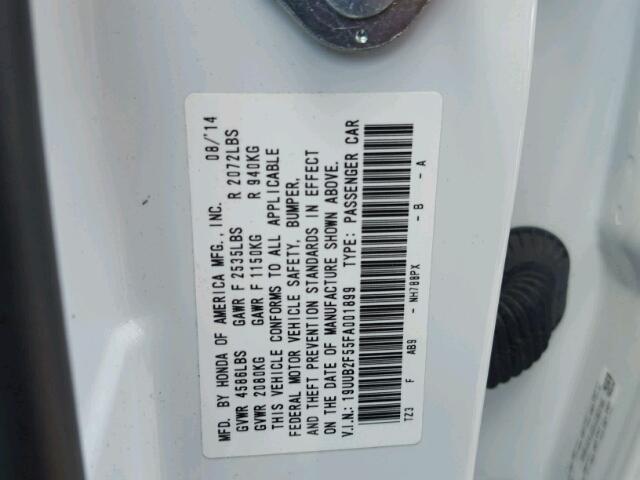 MFD. BY HONDA OF AMERICA MFG., INC. 08/'14
GVWR 4586LBS GAWR F 2535LBS R 2072LBS
GVWR 2080KG GAWR F 1150KG R 940KG
THIS VEHICLE CONFORMS TO ALL APPLICABLE
FEDERAL MOTOR VEHICLE SAFETY, BUMPER,
AND THEFT PREVENTION STANDARDS IN EFFECT
ON THE DATE OF MANUFACTURE SHOWN ABOVE.
V.I.N.: 19UUB2F55FA001899 TYPE: PASSENGER CAR
TZ3 F AB9 - NH788PX - B - A